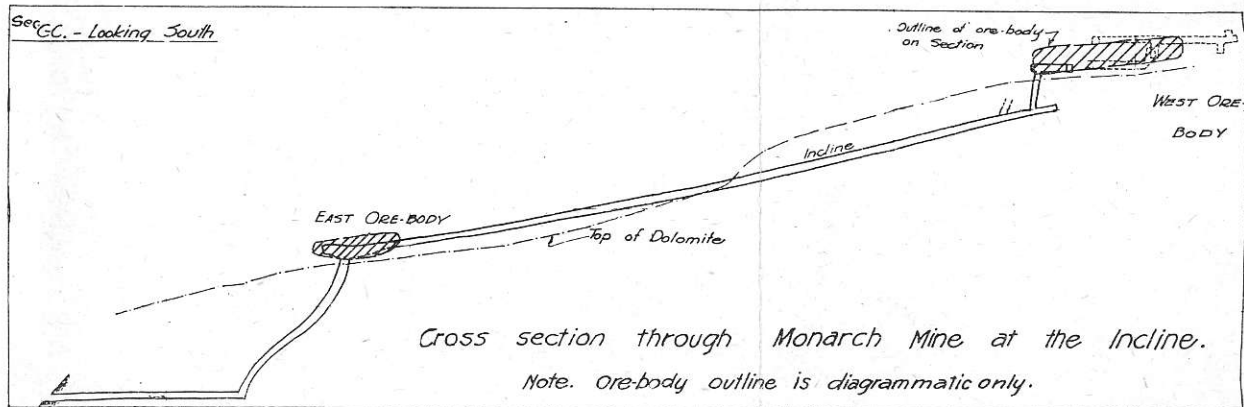 Sec GC. - Looking South
Outline of ore-body
on Section
WEST ORE-
BODY
Incline
EAST ORE-BODY
Top of Dolomite
Cross section through Monarch Mine at the Incline.
Note. Ore-body outline is diagrammatic only.